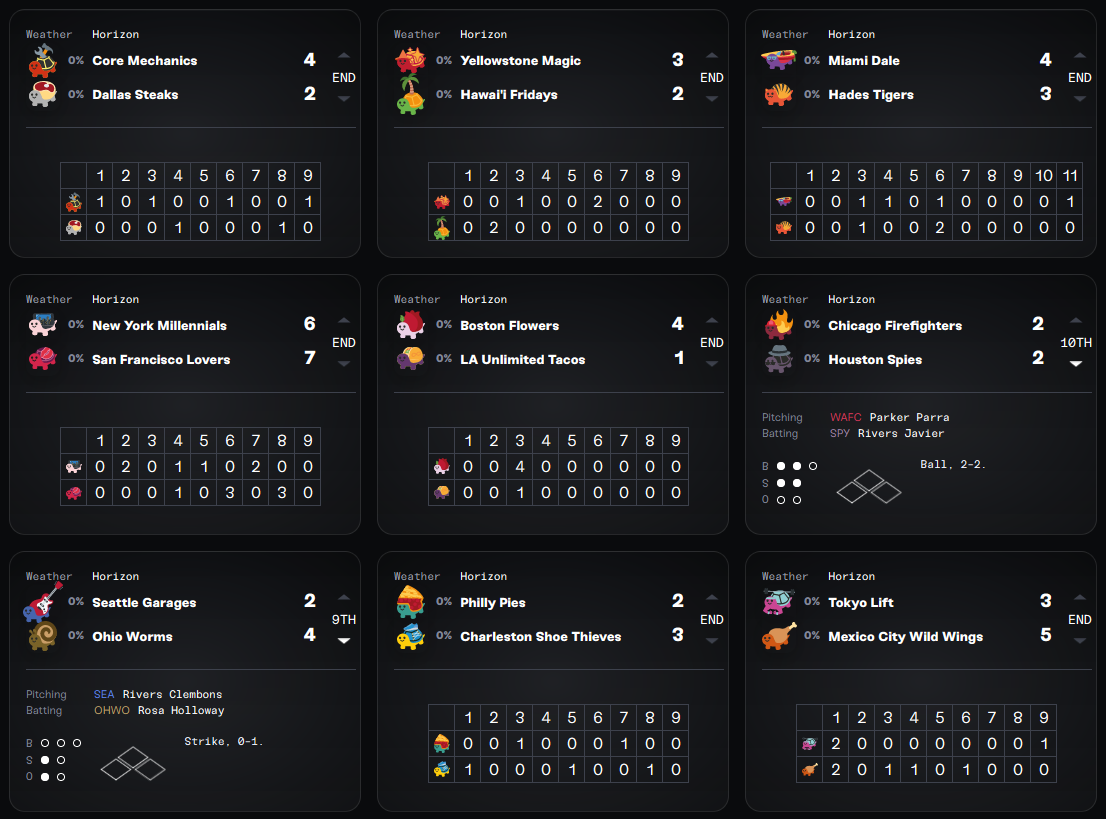 Weather Horizon
0% Core Mechanics 4
END
0% Dallas Steaks 2
1 2 3 4 5 6 7 8 9
1 0 1 0 0 1 0 0 1
0 0 0 1 0 0 0 1 0
Weather Horizon
0% Yellowstone Magic 3
END
0% Hawai'i Fridays 2
1 2 3 4 5 6 7 8 9
0 0 1 0 0 2 0 0 0
0 2 0 0 0 0 0 0 0
Weather Horizon
0% Miami Dale 4
END
0% Hades Tigers 3
1 2 3 4 5 6 7 8 9 10 11
0 0 1 1 0 1 0 0 0 0 1
0 0 1 0 0 2 0 0 0 0 0
Weather Horizon
0% New York Millennials 6
END
0% San Francisco Lovers 7
1 2 3 4 5 6 7 8 9
0 2 0 1 1 0 2 0 0
0 0 0 1 0 3 0 3 0
Weather Horizon
0% Boston Flowers 4
END
0% LA Unlimited Tacos 1
1 2 3 4 5 6 7 8 9
0 0 4 0 0 0 0 0 0
0 0 1 0 0 0 0 0 0
Weather Horizon
0% Chicago Firefighters 2
10TH
0% Houston Spies 2
Pitching WAFC Parker Parra
Batting SPY Rivers Javier
B
S
O
Ball, 2-2.
Weather Horizon
0% Seattle Garages 2
9TH
0% Ohio Worms 4
Pitching SEA Rivers Clembons
Batting OHWO Rosa Holloway
B
S
O
Strike, 0-1.
Weather Horizon
0% Philly Pies 2
END
0% Charleston Shoe Thieves 3
1 2 3 4 5 6 7 8 9
0 0 1 0 0 0 1 0 0
1 0 0 0 1 0 0 1 0
Weather Horizon
0% Tokyo Lift 3
END
0% Mexico City Wild Wings 5
1 2 3 4 5 6 7 8 9
2 0 0 0 0 0 0 0 1
2 0 1 1 0 1 0 0 0